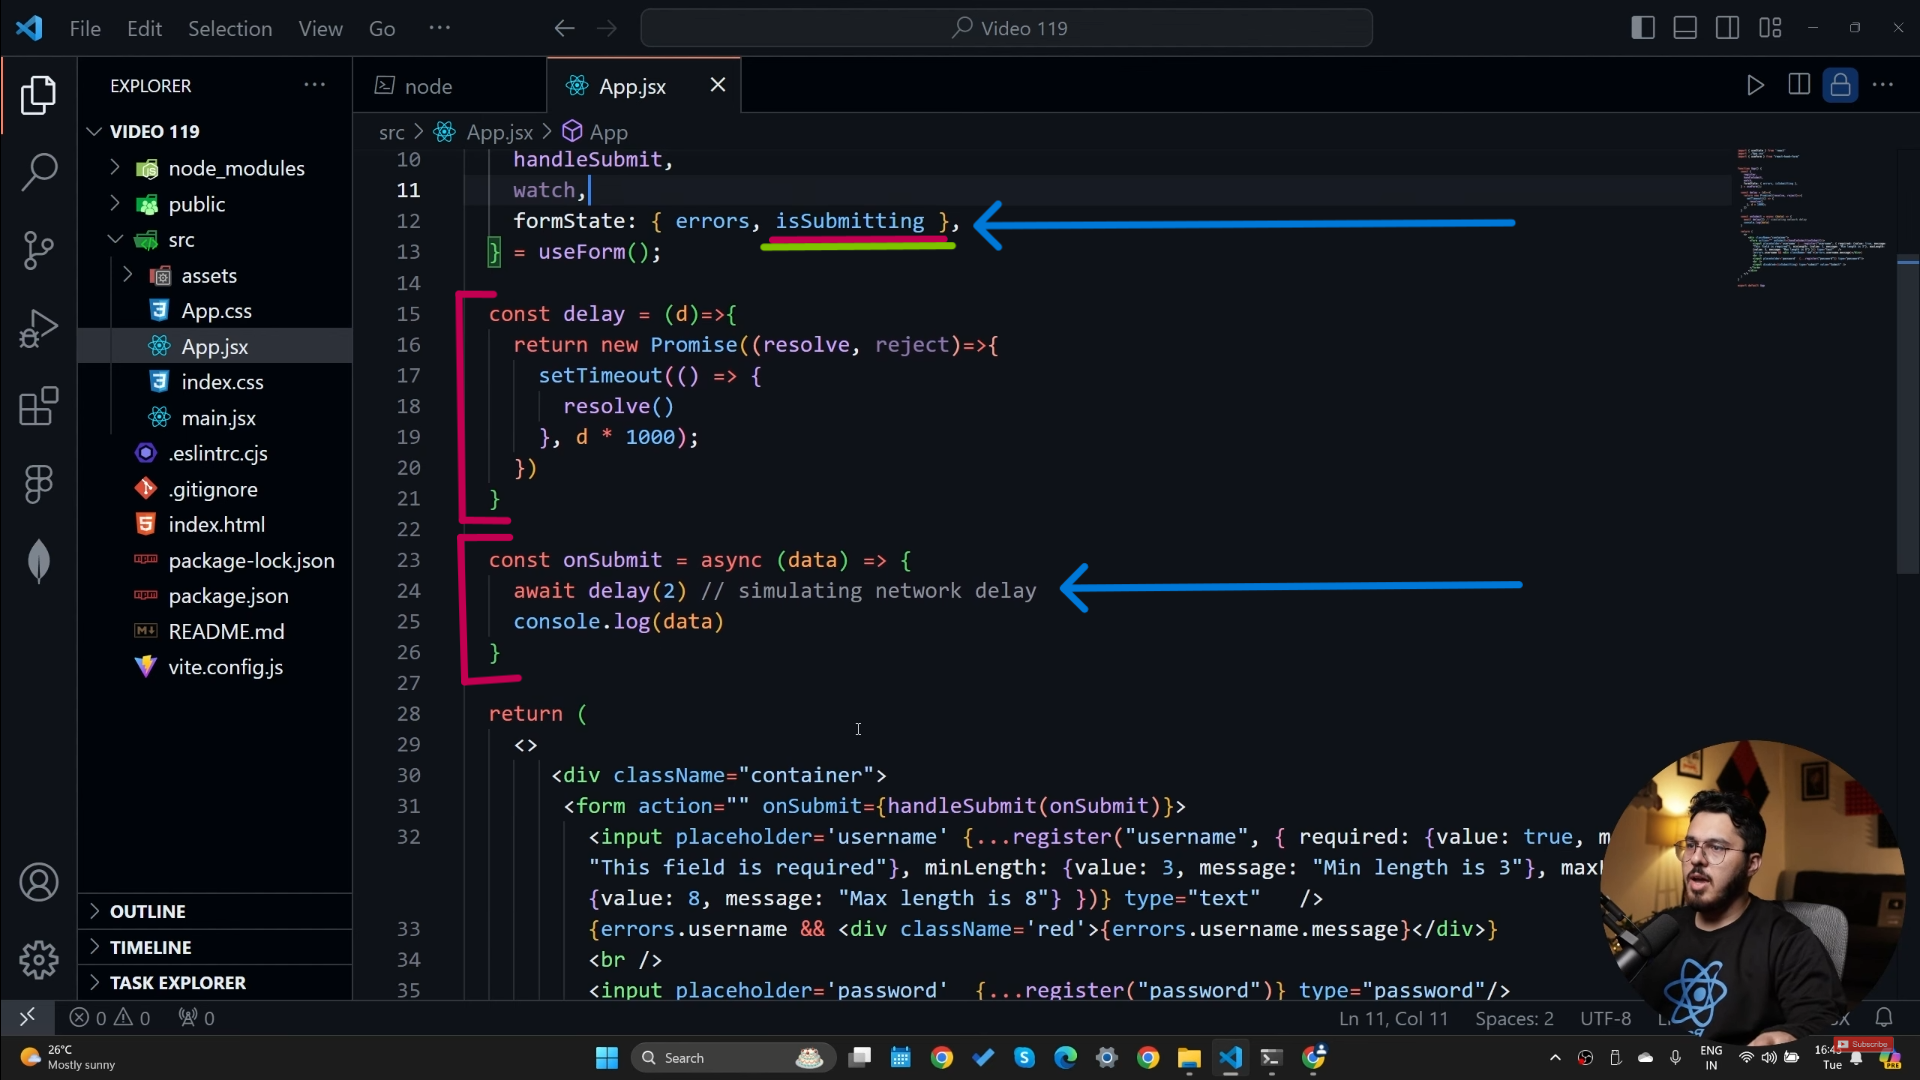 File Edit Selection View Go ···
Video 119
EXPLORER ···
VIDEO 119
node_modules
public
src
assets
App.css
App.jsx
index.css
main.jsx
.eslintrc.cjs
.gitignore
index.html
package-lock.json
package.json
README.md
vite.config.js
OUTLINE
TIMELINE
TASK EXPLORER
node
App.jsx
src > App.jsx > App
10 handleSubmit,
11 watch,
12 formState: { errors, isSubmitting },
13 } = useForm();
14
15 const delay = (d)=>{
16 return new Promise((resolve, reject)=>{
17 setTimeout(() => {
18 resolve()
19 }, d * 1000);
20 })
21 }
22
23 const onSubmit = async (data) => {
24 await delay(2) // simulating network delay
25 console.log(data)
26 }
27
28 return (
29 <>
30 <div className="container">
31 <form action="" onSubmit={handleSubmit(onSubmit)}>
32 <input placeholder='username' {...register("username", { required: {value: true, m
"This field is required"}, minLength: {value: 3, message: "Min length is 3"}, maxl
{value: 8, message: "Max length is 8"} })} type="text" />
33 {errors.username && <div className='red'>{errors.username.message}</div>}
34 <br />
35 <input placeholder='password' {...register("password")} type="password"/>
0 0 0
Ln 11, Col 11 Spaces: 2 UTF-8
26°C
Mostly sunny
Search
ENG
IN
Tue
Subscribe